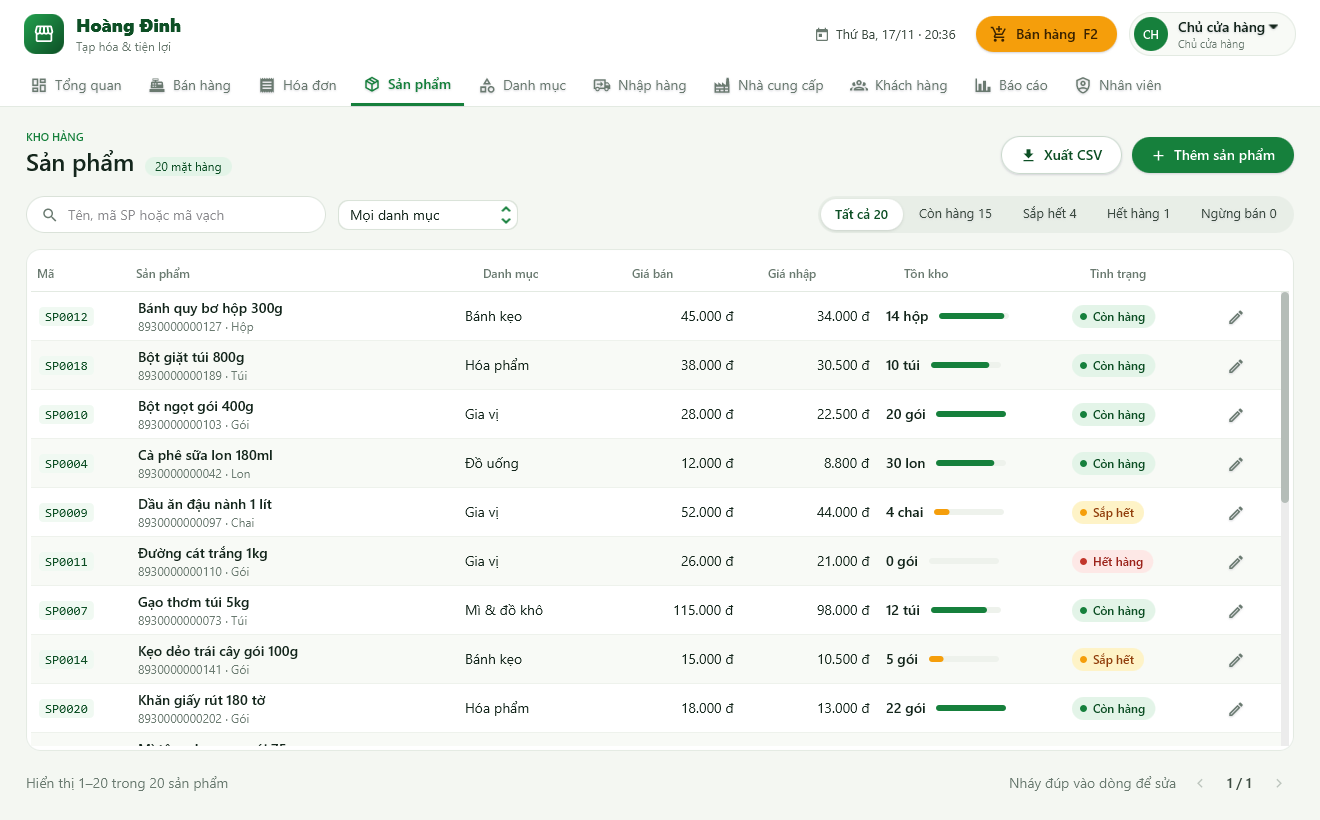 Hoàng Đinh
Tạp hóa & tiện lợi
Thứ Ba, 17/11 · 20:36
Bán hàng F2
CH
Chủ cửa hàng
Chủ cửa hàng
Tổng quan
Bán hàng
Hóa đơn
Sản phẩm
Danh mục
Nhập hàng
Nhà cung cấp
Khách hàng
Báo cáo
Nhân viên
KHO HÀNG
Sản phẩm
20 mặt hàng
Xuất CSV
Thêm sản phẩm
Tên, mã SP hoặc mã vạch
Mọi danh mục
Tất cả 20
Còn hàng 15
Sắp hết 4
Hết hàng 1
Ngừng bán 0
Mã Sản phẩm Danh mục Giá bán Giá nhập Tồn kho Tình trạng
SP0012 Bánh quy bơ hộp 300g Bánh kẹo 45.000 đ 34.000 đ 14 hộp Còn hàng
8930000000127 · Hộp
SP0018 Bột giặt túi 800g Hóa phẩm 38.000 đ 30.500 đ 10 túi Còn hàng
8930000000189 · Túi
SP0010 Bột ngọt gói 400g Gia vị 28.000 đ 22.500 đ 20 gói Còn hàng
8930000000103 · Gói
SP0004 Cà phê sữa lon 180ml Đồ uống 12.000 đ 8.800 đ 30 lon Còn hàng
8930000000042 · Lon
SP0009 Dầu ăn đậu nành 1 lít Gia vị 52.000 đ 44.000 đ 4 chai Sắp hết
8930000000097 · Chai
SP0011 Đường cát trắng 1kg Gia vị 26.000 đ 21.000 đ 0 gói Hết hàng
8930000000110 · Gói
SP0007 Gạo thơm túi 5kg Mì & đồ khô 115.000 đ 98.000 đ 12 túi Còn hàng
8930000000073 · Túi
SP0014 Kẹo dẻo trái cây gói 100g Bánh kẹo 15.000 đ 10.500 đ 5 gói Sắp hết
8930000000141 · Gói
SP0020 Khăn giấy rút 180 tờ Hóa phẩm 18.000 đ 13.000 đ 22 gói Còn hàng
8930000000202 · Gói
Hiển thị 1–20 trong 20 sản phẩm
Nháy đúp vào dòng để sửa
1 / 1